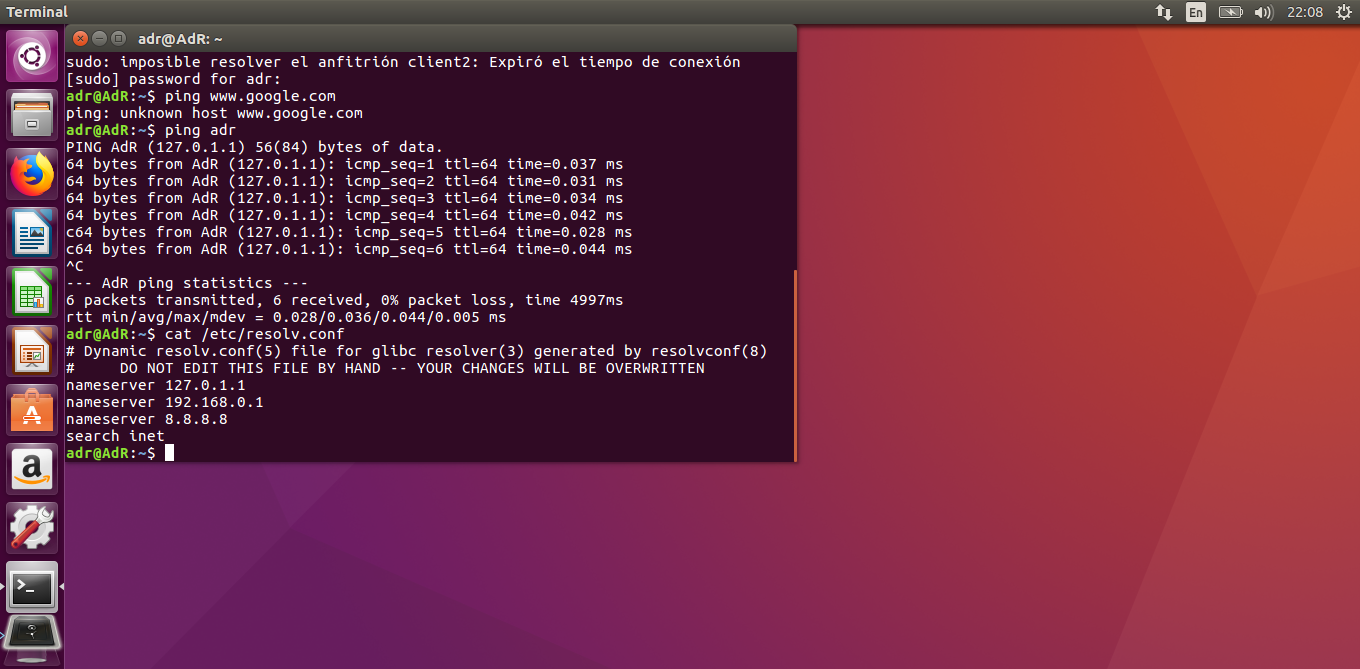 Terminal
En
22:08
adr@AdR: ~
sudo: imposible resolver el anfitrión client2: Expiró el tiempo de conexión
[sudo] password for adr:
adr@AdR:~$ ping www.google.com
ping: unknown host www.google.com
adr@AdR:~$ ping adr
PING AdR (127.0.1.1) 56(84) bytes of data.
64 bytes from AdR (127.0.1.1): icmp_seq=1 ttl=64 time=0.037 ms
64 bytes from AdR (127.0.1.1): icmp_seq=2 ttl=64 time=0.031 ms
64 bytes from AdR (127.0.1.1): icmp_seq=3 ttl=64 time=0.034 ms
64 bytes from AdR (127.0.1.1): icmp_seq=4 ttl=64 time=0.042 ms
c64 bytes from AdR (127.0.1.1): icmp_seq=5 ttl=64 time=0.028 ms
c64 bytes from AdR (127.0.1.1): icmp_seq=6 ttl=64 time=0.044 ms
^C
--- AdR ping statistics ---
6 packets transmitted, 6 received, 0% packet loss, time 4997ms
rtt min/avg/max/mdev = 0.028/0.036/0.044/0.005 ms
adr@AdR:~$ cat /etc/resolv.conf
# Dynamic resolv.conf(5) file for glibc resolver(3) generated by resolvconf(8)
#     DO NOT EDIT THIS FILE BY HAND -- YOUR CHANGES WILL BE OVERWRITTEN
nameserver 127.0.1.1
nameserver 192.168.0.1
nameserver 8.8.8.8
search inet
adr@AdR:~$